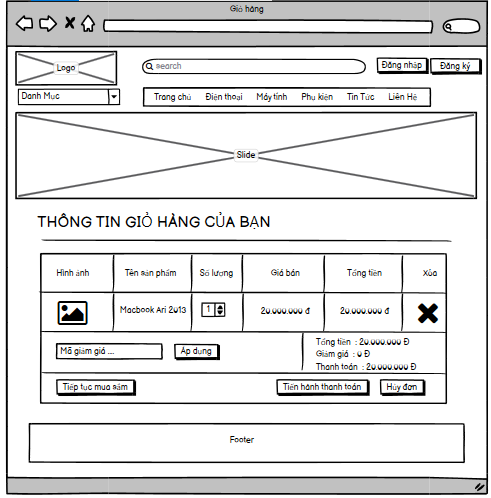 Giỏ hàng
Logo
search
Đăng nhập
Đăng ký
Danh Mục
Trang chủ Điện thoại Máy tính Phụ kiện Tin Tức Liên Hệ
Slide
THÔNG TIN GIỎ HÀNG CỦA BẠN
Hình ảnh Tên sản phẩm Số lượng Giá bán Tổng tiền Xóa
Macbook Ari 2013 1 20.000.000 đ 20.000.000 đ
Mã giảm giá ... Áp dụng
Tổng tiền : 20.000.000 Đ
Giảm giá : 0 Đ
Thanh toán : 20.000.000 Đ
Tiếp tục mua sắm Tiến hành thanh toán Hủy đơn
Footer